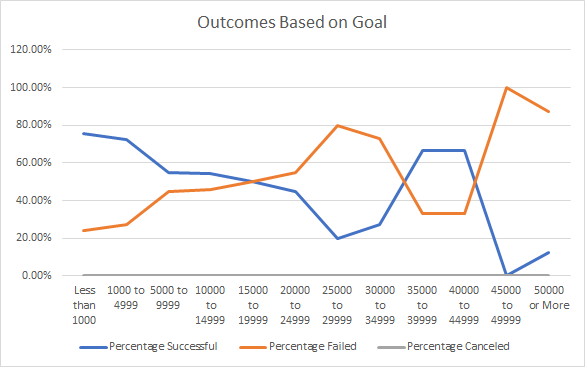 Outcomes Based on Goal
120.00%
100.00%
80.00%
60.00%
40.00%
20.00%
0.00%
Less than 1000
1000 to 4999
5000 to 9999
10000 to 14999
15000 to 19999
20000 to 24999
25000 to 29999
30000 to 34999
35000 to 39999
40000 to 44999
45000 to 49999
50000 or More
Percentage Successful
Percentage Failed
Percentage Canceled